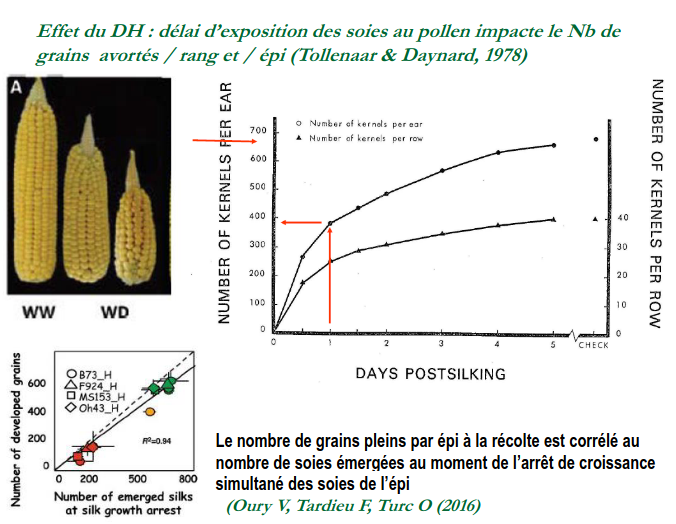 Effet du DH : délai d'exposition des soies au pollen impacte le Nb de
grains avortés / rang et / épi (Tollenaar & Daynard, 1978)
A
WW
WD
NUMBER OF KERNELS PER EAR
Number of kernels per ear
Number of kernels per row
700
600
500
400
300
200
100
0
0
1
2
3
4
5
CHECK
DAYS POSTSILKING
40
30
20
10
0
NUMBER OF KERNELS PER ROW
Number of developed grains
B73_H
F924_H
MS153_H
Oh43_H
R²=0.94
600
400
200
0
0
200
500
800
Number of emerged silks
at silk growth arrest
Le nombre de grains pleins par épi à la récolte est corrélé au
nombre de soies émergées au moment de l'arrêt de croissance
simultané des soies de l'épi
(Oury V, Tardieu F, Turc O (2016)